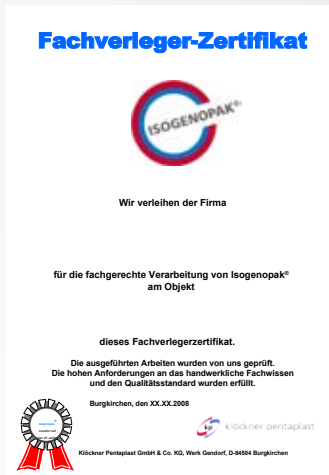 Fachverleger-Zertifikat
ISOGENOPAK®
Wir verleihen der Firma
für die fachgerechte Verarbeitung von Isogenopak®
am Objekt
dieses Fachverlegerzertifikat.
Die ausgeführten Arbeiten wurden von uns geprüft.
Die hohen Anforderungen an das handwerkliche Fachwissen
und den Qualitätsstandard wurden erfüllt.
Burgkirchen, den XX.XX.2008
kp klöckner pentaplast
Klöckner Pentaplast GmbH & Co. KG, Werk Gendorf, D-84504 Burgkirchen